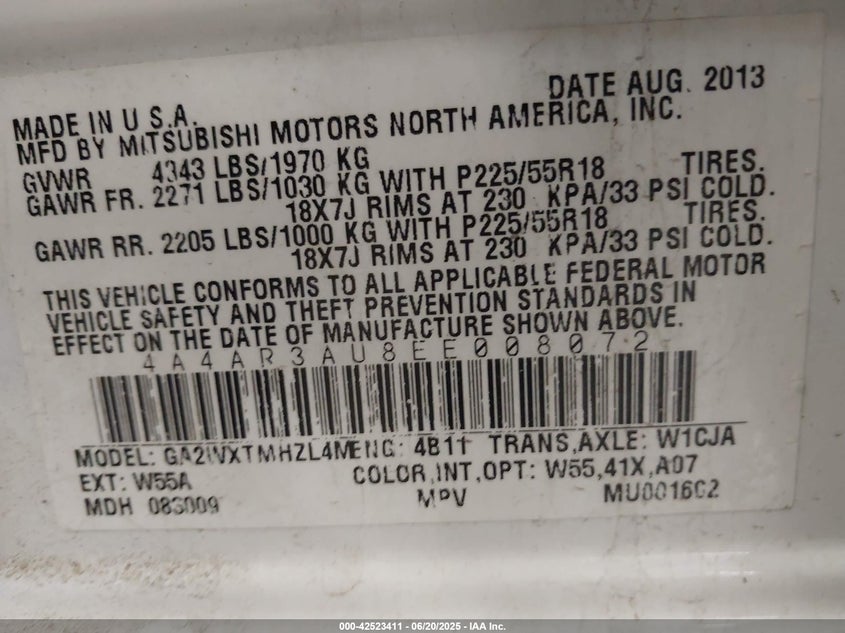 DATE AUG. 2013
MADE IN U S.A.
MFD BY MITSUBISHI MOTORS NORTH AMERICA, INC.
GVWR 4343 LBS/1970 KG
GAWR FR. 2271 LBS/1030 KG WITH P225/55R18 TIRES.
18X7J RIMS AT 230 KPA/33 PSI COLD.
GAWR RR. 2205 LBS/1000 KG WITH P225/55R18 TIRES.
18X7J RIMS AT 230 KPA/33 PSI COLD.
THIS VEHICLE CONFORMS TO ALL APPLICABLE FEDERAL MOTOR
VEHICLE SAFETY AND THEFT PREVENTION STANDARDS IN
EFFECT ON THE DATE OF MANUFACTURE SHOWN ABOVE.
4A4AR3AU8EE008072
MODEL: GA2WXTMHZL4M ENG: 4B11 TRANS,AXLE: W1CJA
EXT: W55A COLOR,INT,OPT: W55,41X,A07
MDH 083009 MPV MU001602
000-42523411 - 06/20/2025 - IAA Inc.